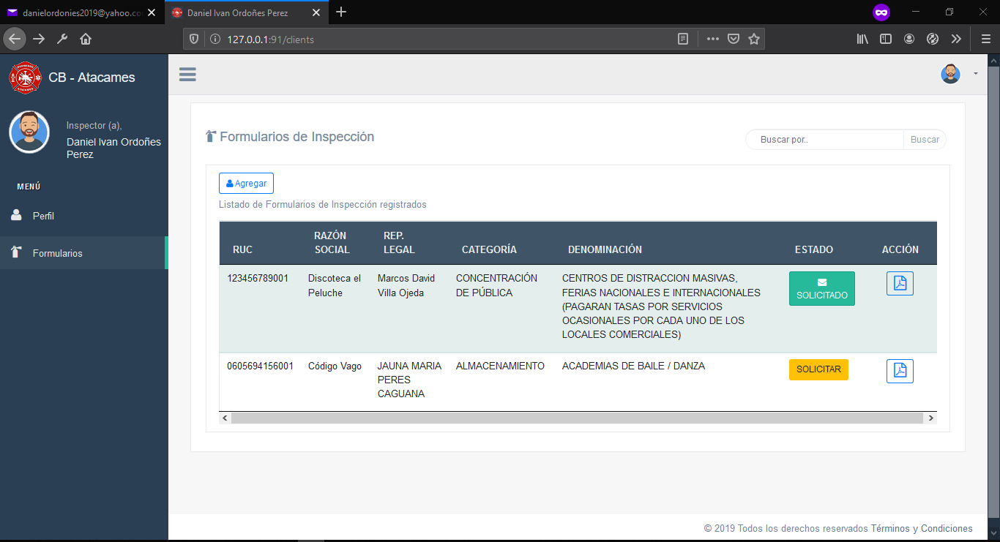 danielordonies2019@yahoo.co
Daniel Ivan Ordoñes Perez
127.0.0.1:91/clients
CB - Atacames
Inspector (a),
Daniel Ivan Ordoñes
Perez
MENÚ
Perfil
Formularios
Formularios de Inspección
Buscar por..
Buscar
Agregar
Listado de Formularios de Inspección registrados
RUC
RAZÓN
SOCIAL
REP.
LEGAL
CATEGORÍA
DENOMINACIÓN
ESTADO
ACCIÓN
123456789001
Discoteca el
Peluche
Marcos David
Villa Ojeda
CONCENTRACIÓN
DE PÚBLICA
CENTROS DE DISTRACCION MASIVAS,
FERIAS NACIONALES E INTERNACIONALES
(PAGARAN TASAS POR SERVICIOS
OCASIONALES POR CADA UNO DE LOS
LOCALES COMERCIALES)
SOLICITADO
0605694156001
Código Vago
JAUNA MARIA
PERES
CAGUANA
ALMACENAMIENTO
ACADEMIAS DE BAILE / DANZA
SOLICITAR
© 2019 Todos los derechos reservados Términos y Condiciones